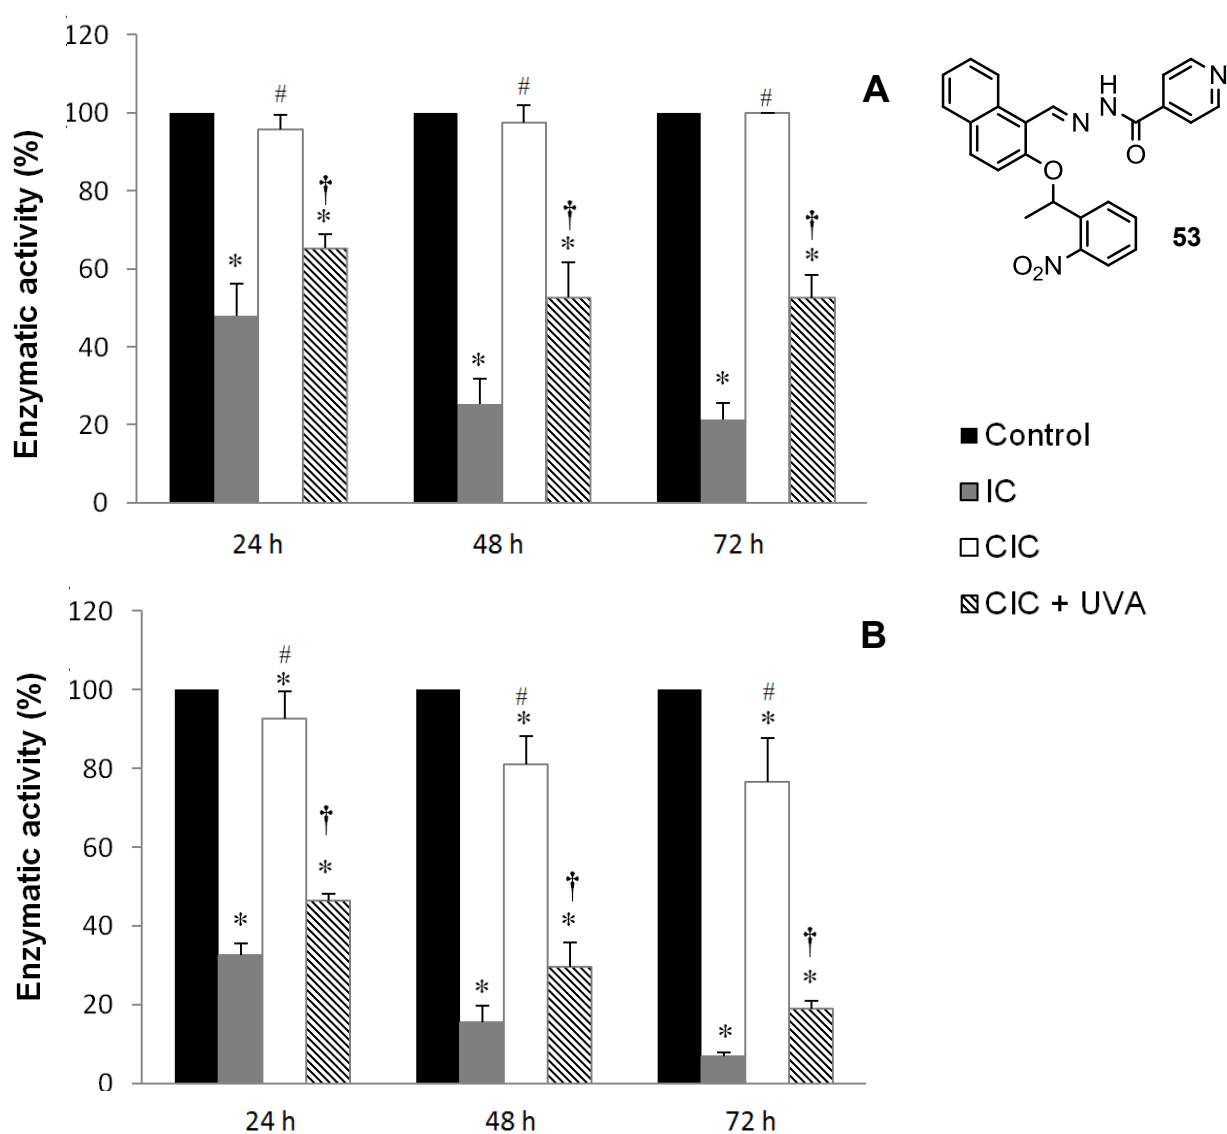 120
100
80
60
40
20
0
Enzymatic activity (%)
#
#
#
†
*
†
*
†
*
*
*
*
24 h
48 h
72 h
A
N
H
N
N
O
O
O₂N
53
Control
IC
CIC
CIC + UVA
120
100
80
60
40
20
0
Enzymatic activity (%)
B
#
*
#
*
#
*
†
*
†
*
†
*
*
*
*
24 h
48 h
72 h